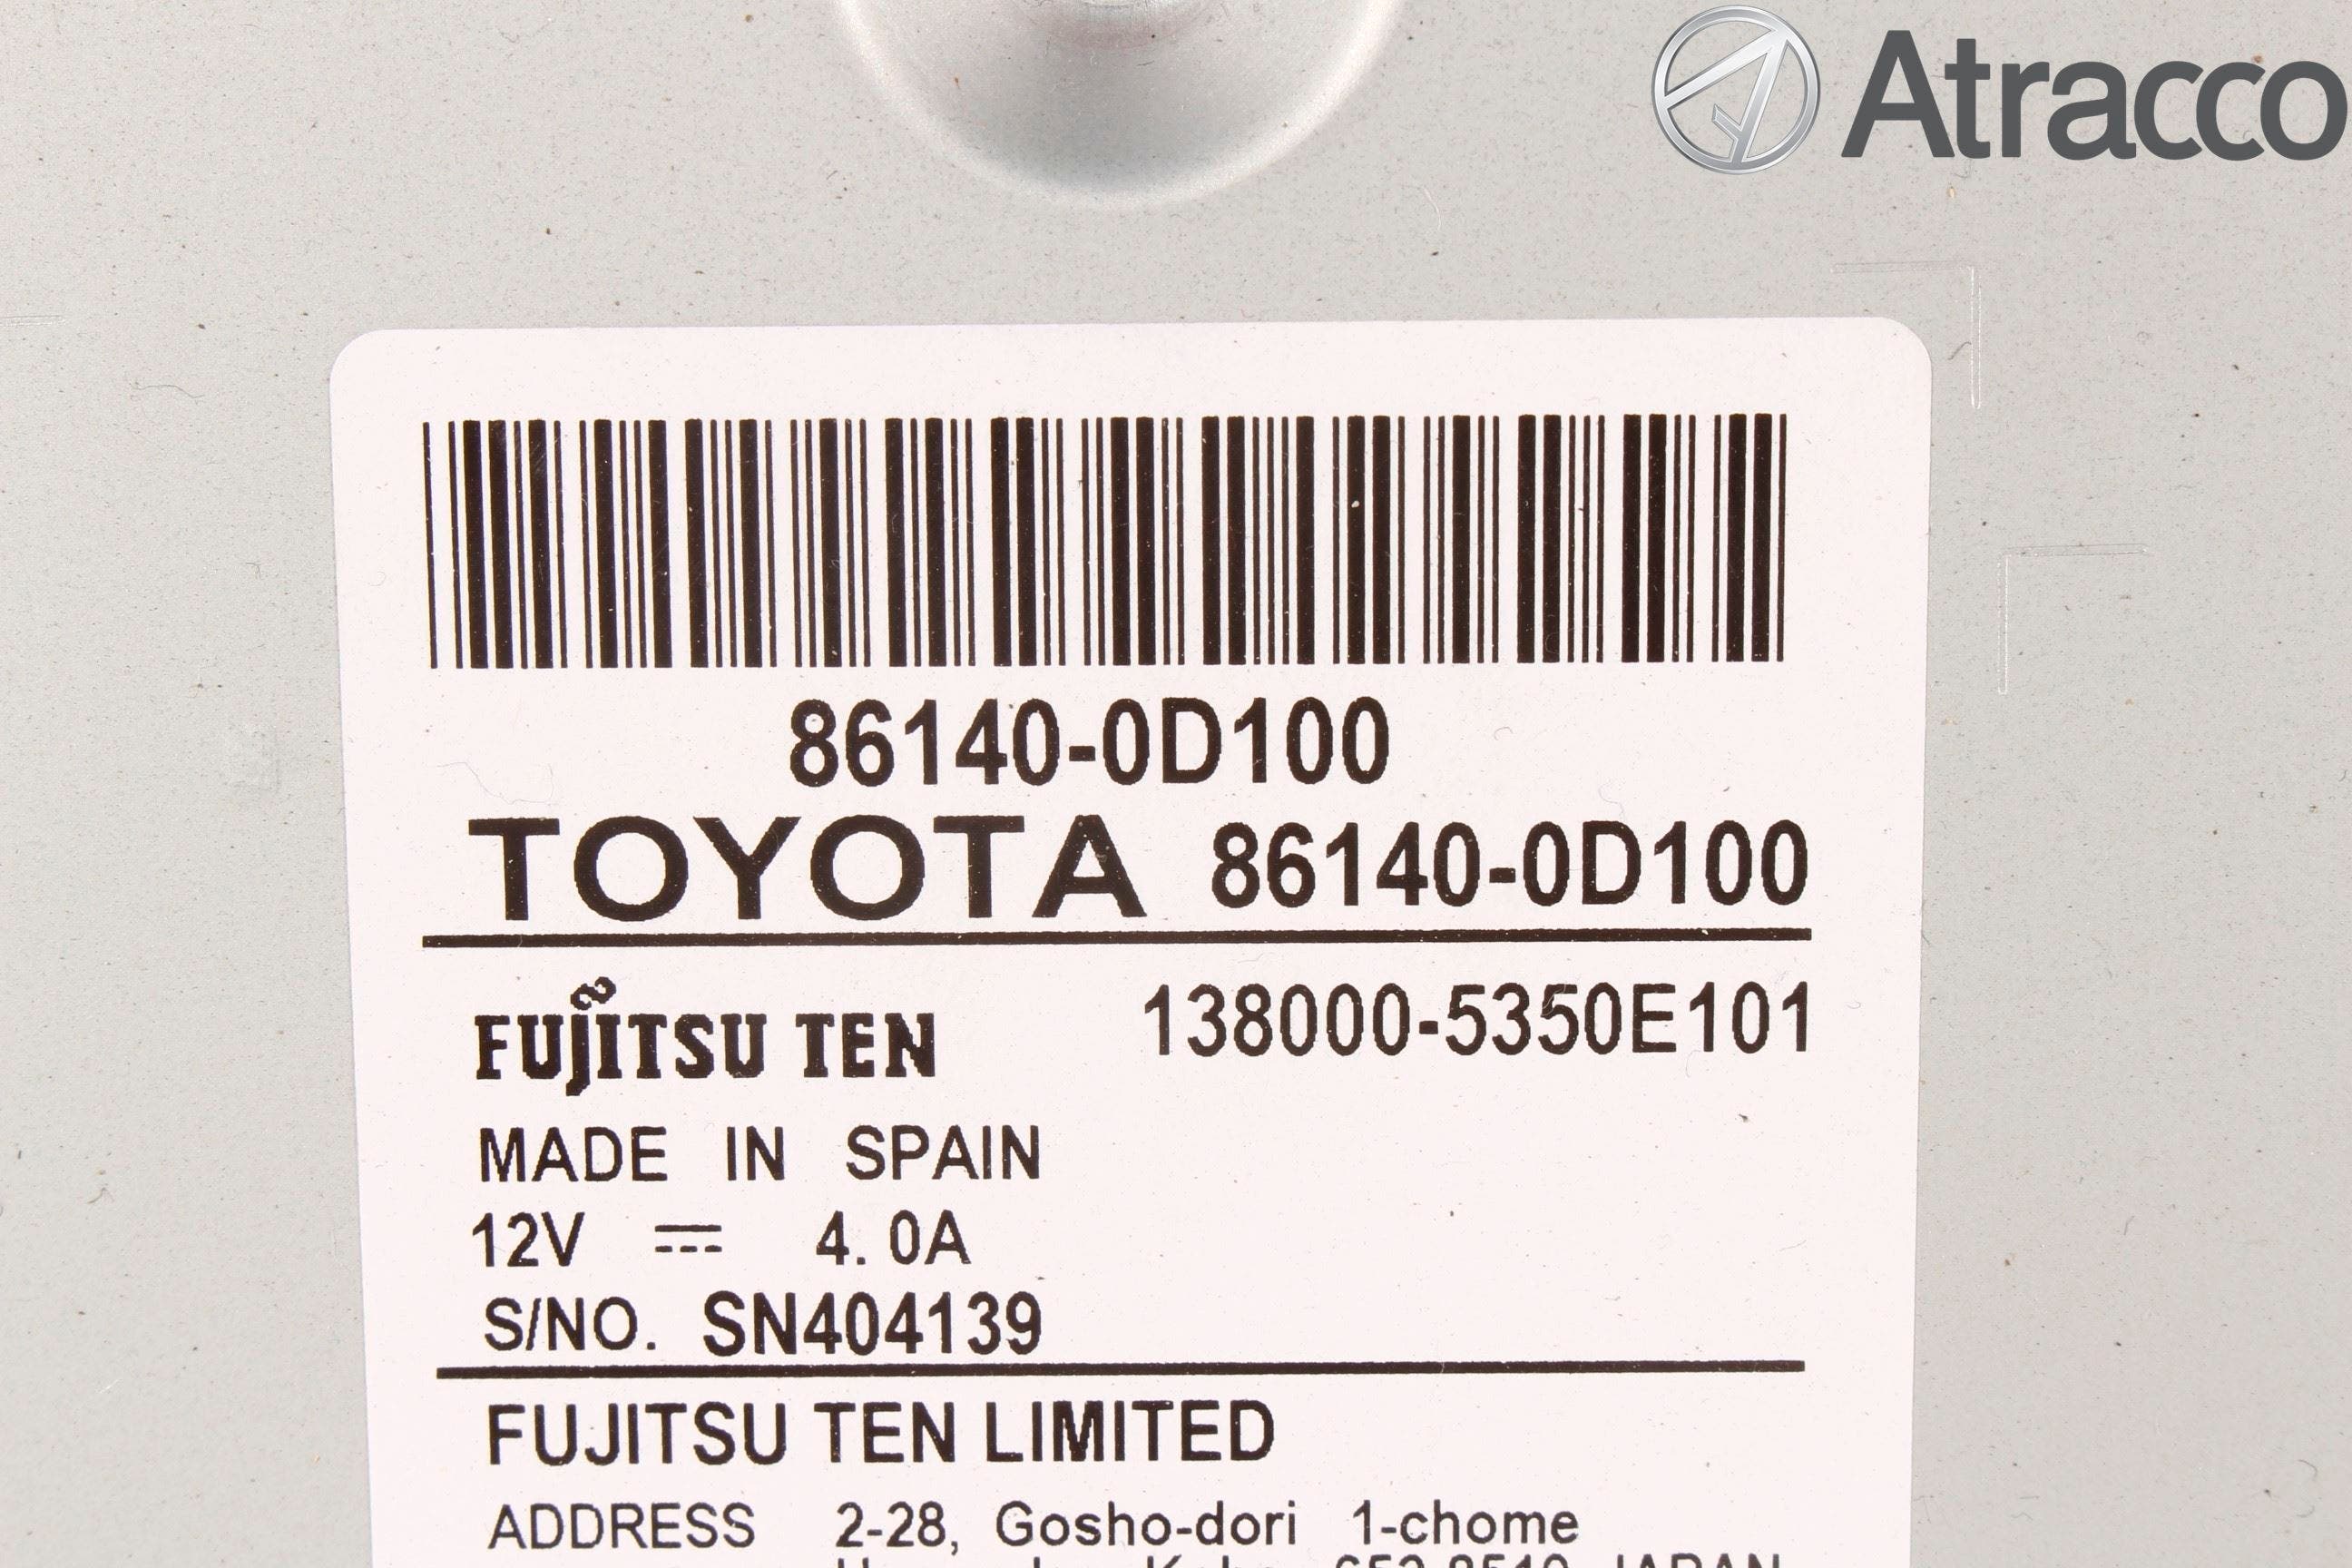 Atracco
86140-0D100
TOYOTA 86140-0D100
FUJITSU TEN 138000-5350E101
MADE IN SPAIN
12V ⎓ 4.0A
S/NO. SN404139
FUJITSU TEN LIMITED
ADDRESS 2-28, Gosho-dori 1-chome
JAPAN